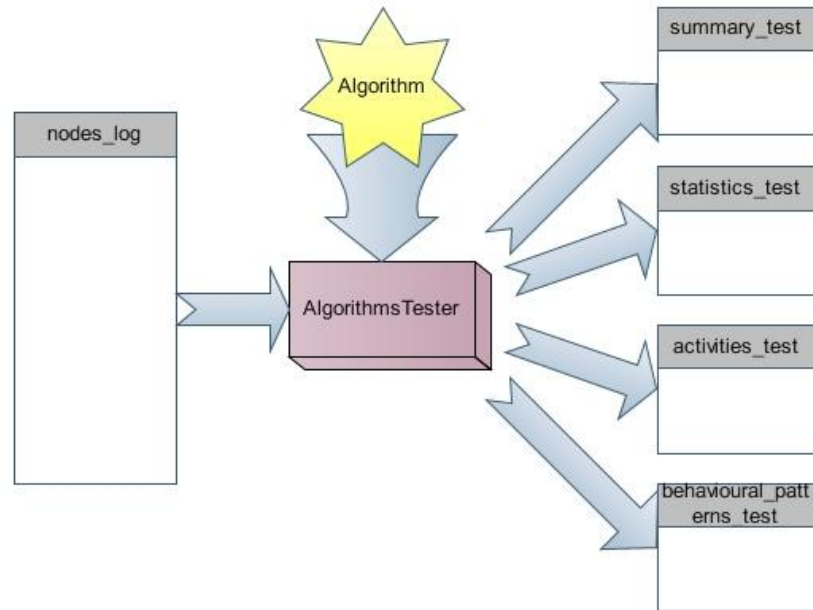 summary_test
Algorithm
nodes_log
statistics_test
AlgorithmsTester
activities_test
behavioural_patt
erns_test